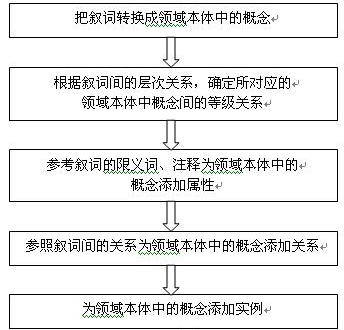 把叙词转换成领域本体中的概念
根据叙词间的层次关系，确定所对应的
领域本体中概念间的等级关系
参考叙词的限义词、注释为领域本体中的
概念添加属性
参照叙词间的关系为领域本体中的概念添加关系
为领域本体中的概念添加实例